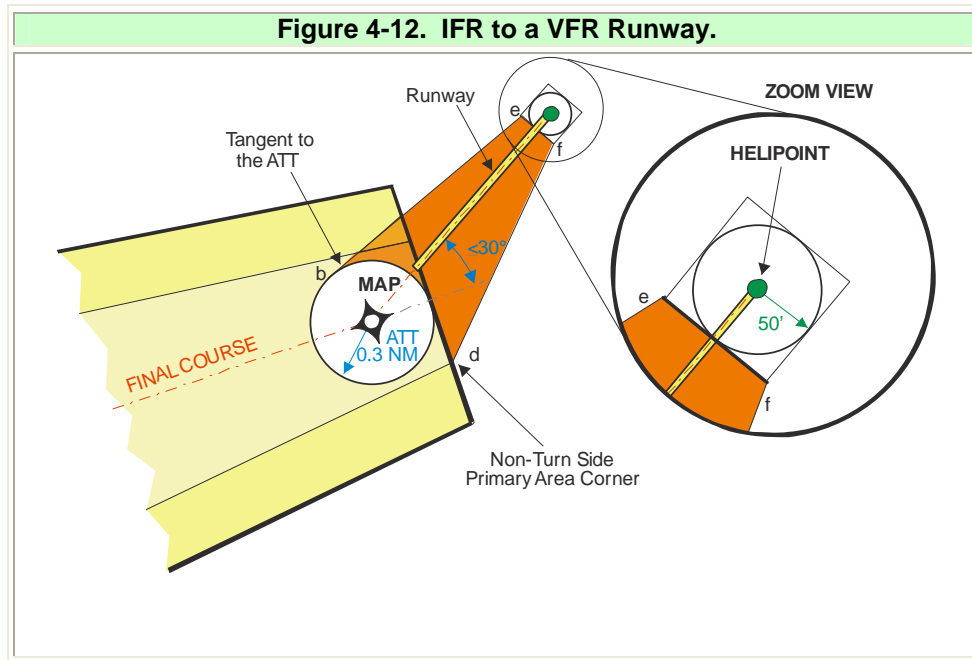 Figure 4-12. IFR to a VFR Runway.
ZOOM VIEW
Runway
e
f
Tangent to
the ATT
HELIPOINT
<30°
b
MAP
e
50'
ATT
0.3 NM
FINAL COURSE
d
f
Non-Turn Side
Primary Area Corner